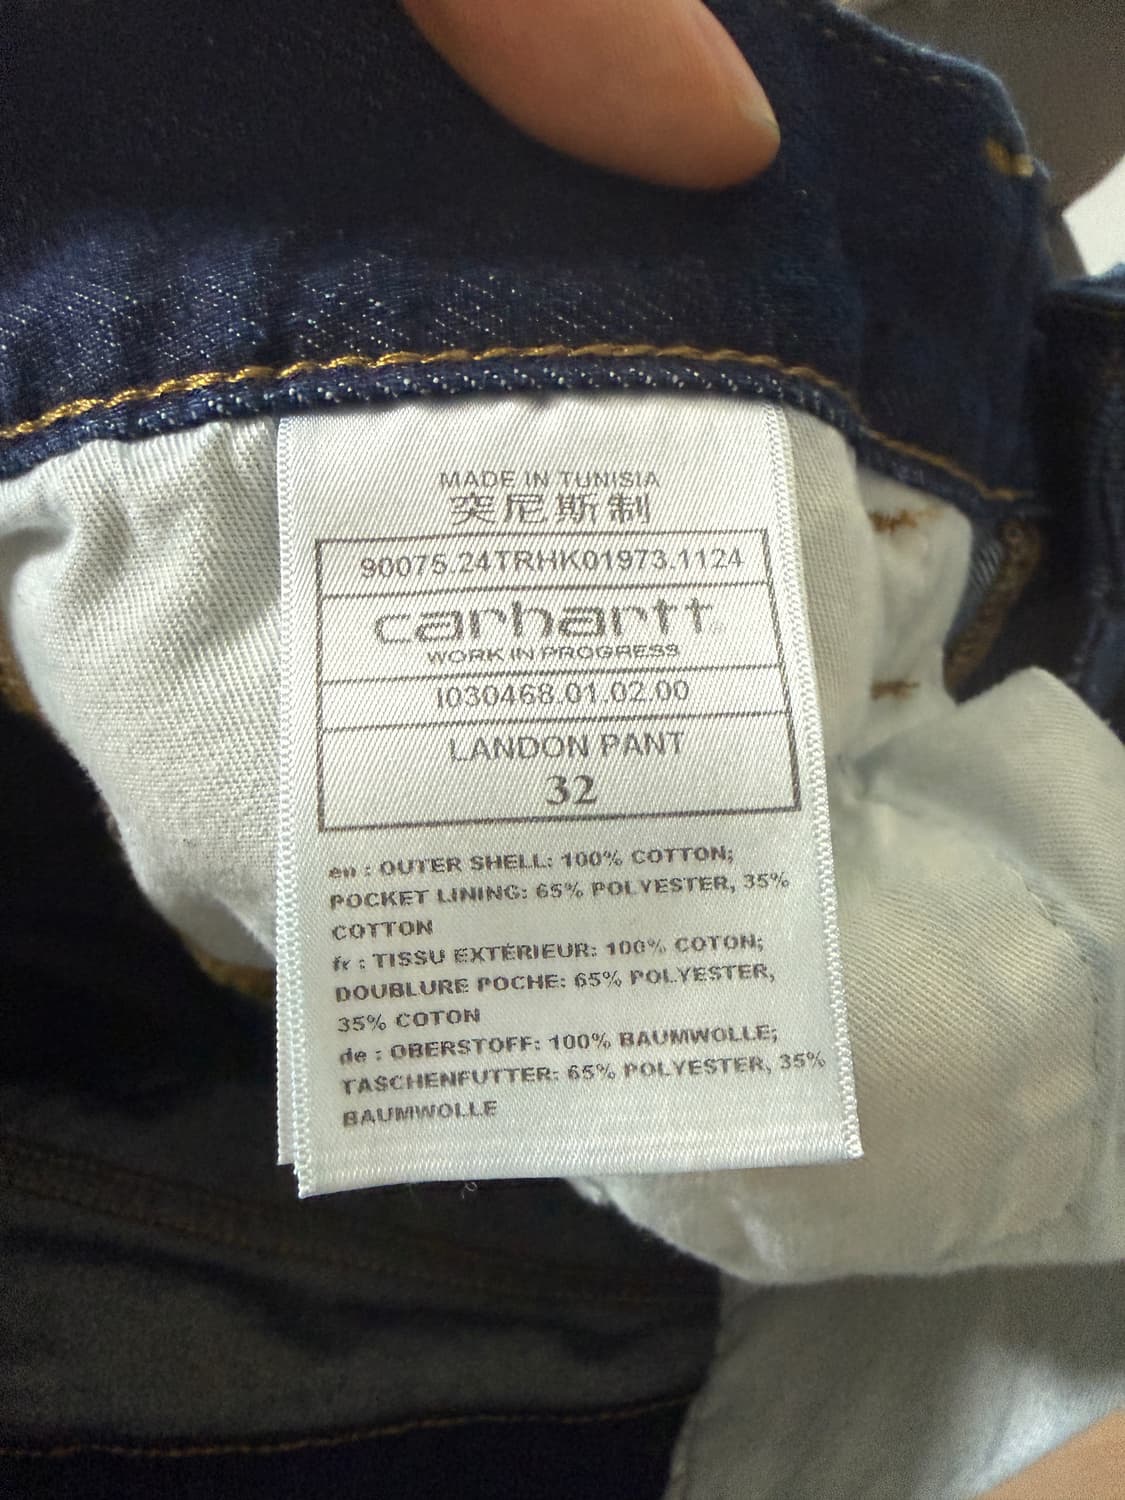 MADE IN TUNISIA
突尼斯制
90075.24TRHK01973.1124
carhartt
WORK IN PROGRESS
I030468.01.02.00
LANDON PANT
32
en : OUTER SHELL: 100% COTTON;
POCKET LINING: 65% POLYESTER, 35%
COTTON
fr : TISSU EXTÉRIEUR: 100% COTON;
DOUBLURE POCHE: 65% POLYESTER,
35% COTON
de : OBERSTOFF: 100% BAUMWOLLE;
TASCHENFUTTER: 65% POLYESTER, 35%
BAUMWOLLE